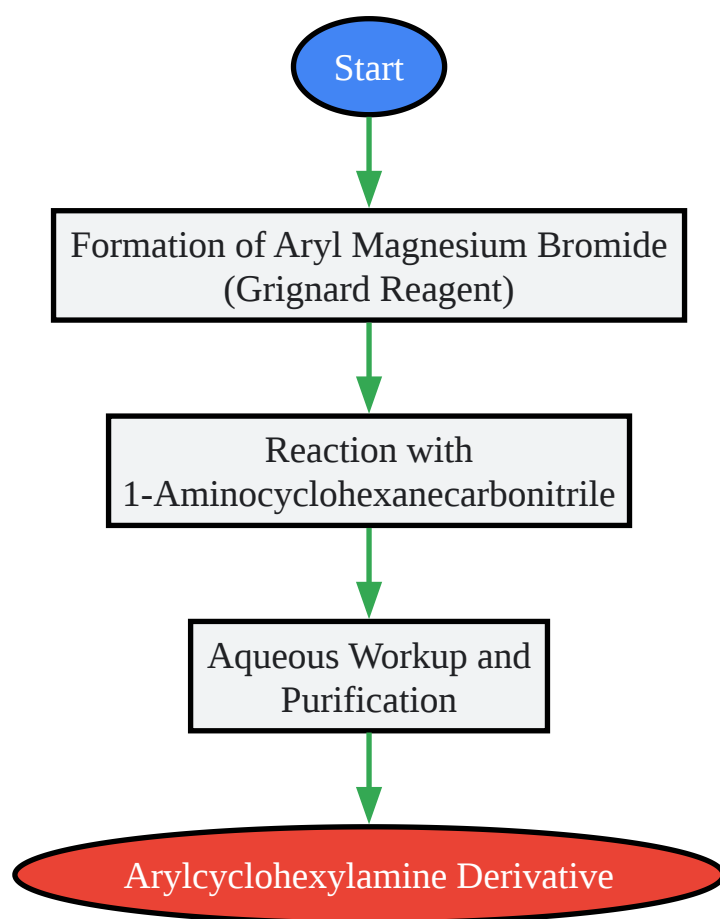 Start
Formation of Aryl Magnesium Bromide
(Grignard Reagent)
Reaction with
1-Aminocyclohexanecarbonitrile
Aqueous Workup and
Purification
Arylcyclohexylamine Derivative